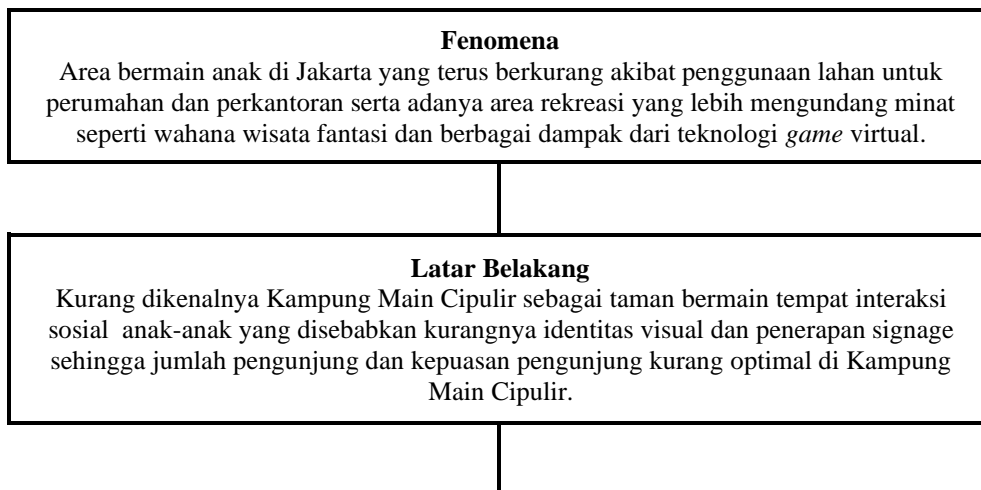 Fenomena
Area bermain anak di Jakarta yang terus berkurang akibat penggunaan lahan untuk
perumahan dan perkantoran serta adanya area rekreasi yang lebih mengundang minat
seperti wahana wisata fantasi dan berbagai dampak dari teknologi game virtual.
Latar Belakang
Kurang dikenalnya Kampung Main Cipulir sebagai taman bermain tempat interaksi
sosial anak-anak yang disebabkan kurangnya identitas visual dan penerapan signage
sehingga jumlah pengunjung dan kepuasan pengunjung kurang optimal di Kampung
Main Cipulir.